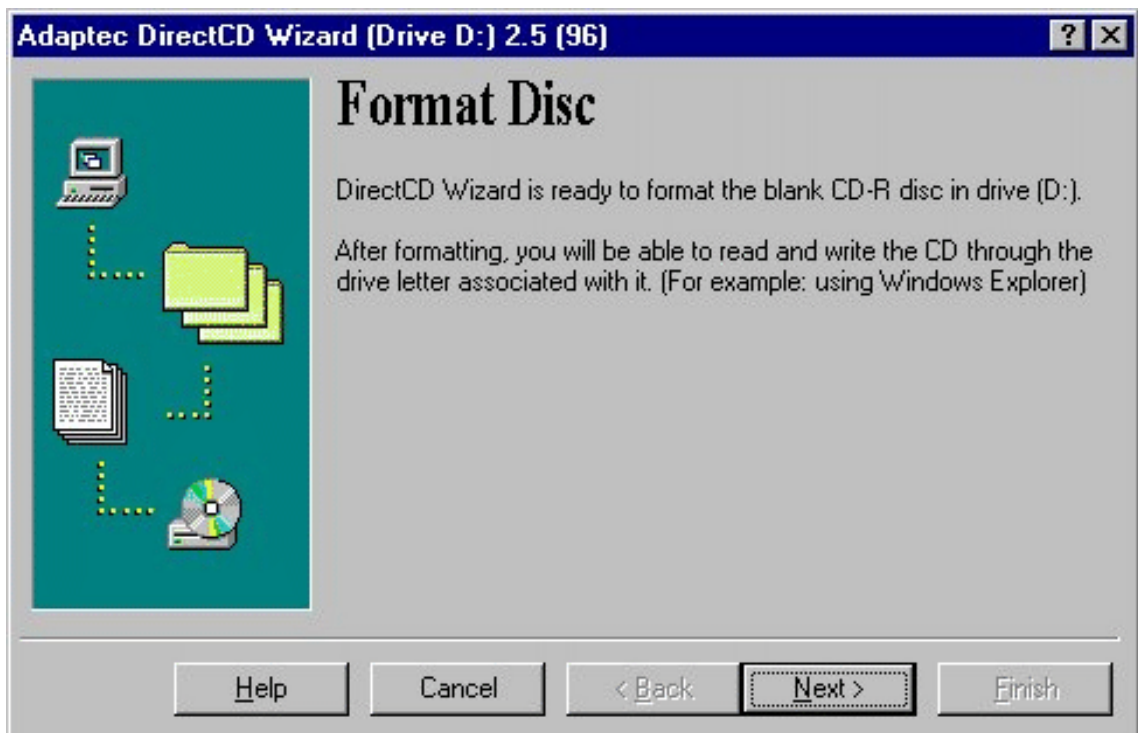 Adaptec DirectCD Wizard (Drive D:) 2.5 (96)
Format Disc
DirectCD Wizard is ready to format the blank CD-R disc in drive (D:).
After formatting, you will be able to read and write the CD through the
drive letter associated with it. (For example: using Windows Explorer)
Help Cancel < Back Next > Finish